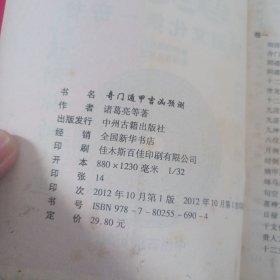 书 名 奇门遁甲吉凶预测
作 者 诸葛亮等著
出版发行 中州古籍出版社
经 销 全国新华书店
印 刷 佳木斯百佳印刷有限公司
开 本 880×1230 毫米 1/32
印 张 14
印 次 2012年10月第1版 2012年10月第1
书 号 ISBN 978-7-80255-690-4
定 价 29.80 元
卷一
十二